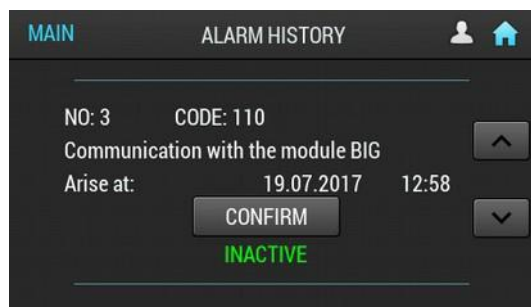 MAIN ALARM HISTORY
NO: 3 CODE: 110
Communication with the module BIG
Arise at: 19.07.2017 12:58
CONFIRM
INACTIVE